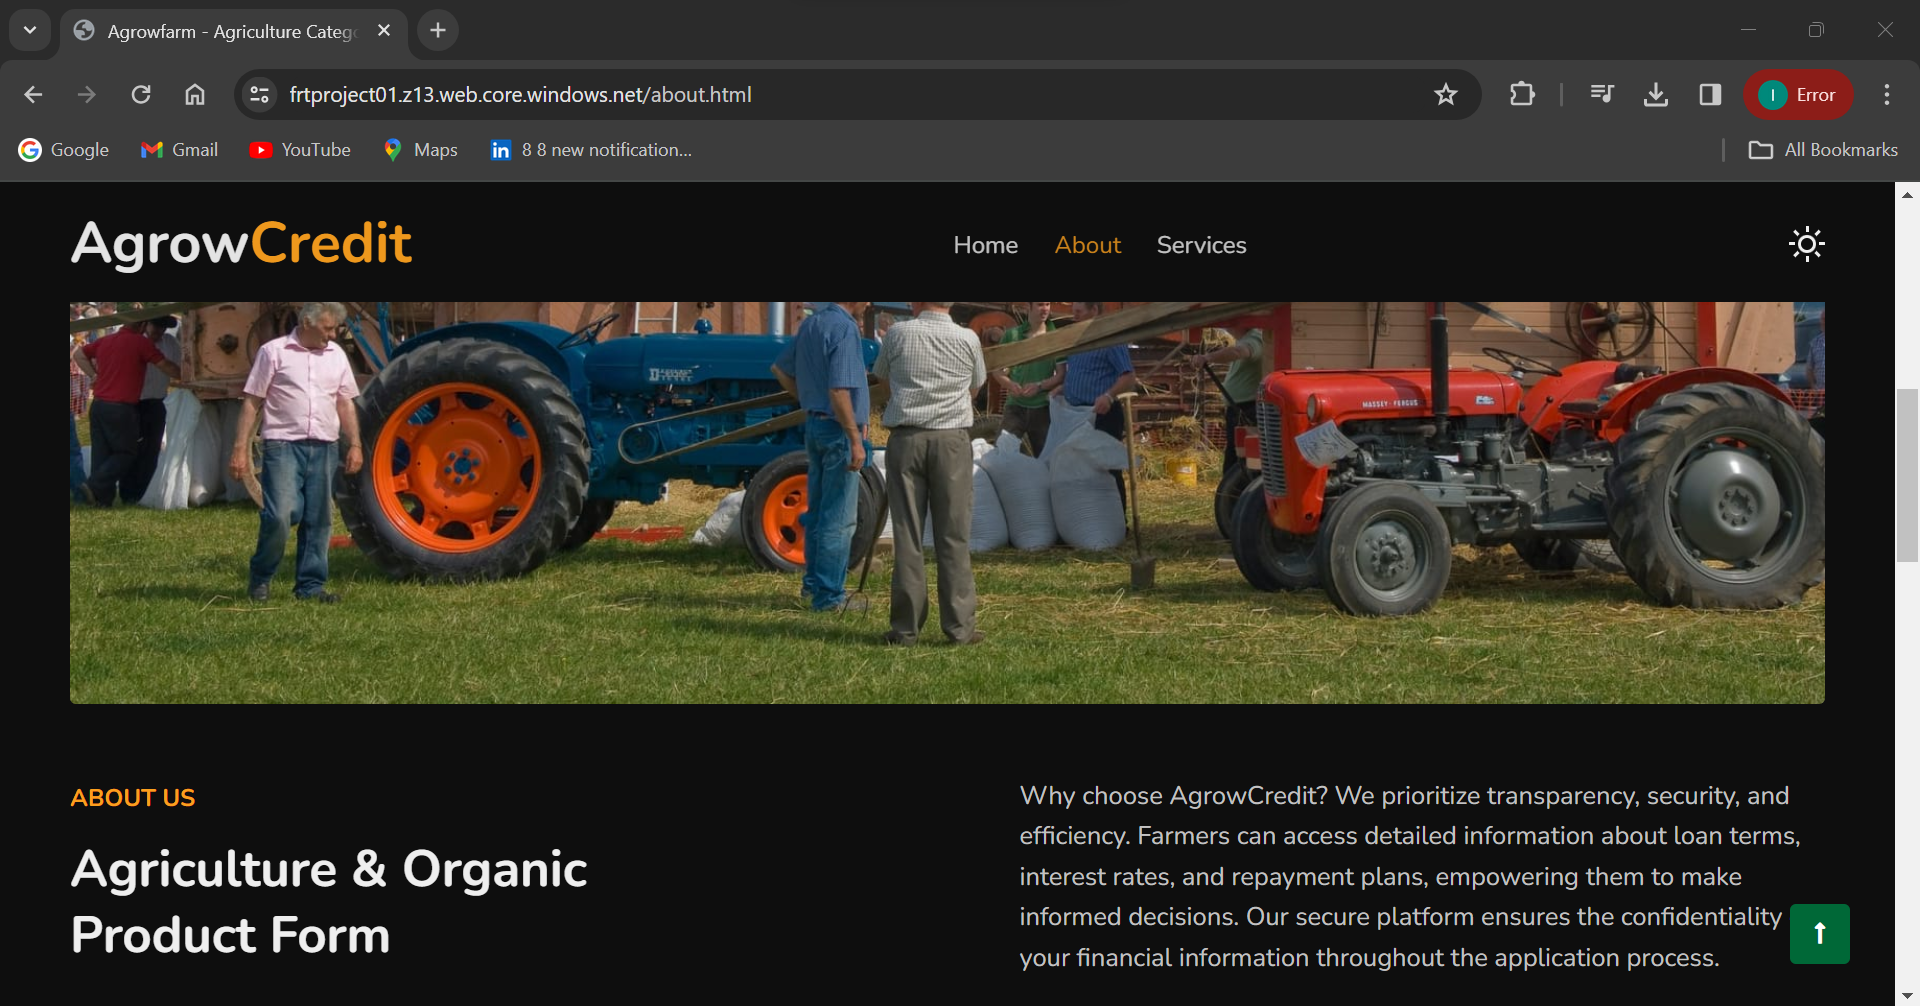 Agrowfarm - Agriculture Categ
frtproject01.z13.web.core.windows.net/about.html
I Error
Google
Gmail
YouTube
Maps
in 8 8 new notification...
All Bookmarks
AgrowCredit
Home
About
Services
MASSEY-FERGUS
ABOUT US
Agriculture & Organic
Product Form
Why choose AgrowCredit? We prioritize transparency, security, and
efficiency. Farmers can access detailed information about loan terms,
interest rates, and repayment plans, empowering them to make
informed decisions. Our secure platform ensures the confidentiality
your financial information throughout the application process.